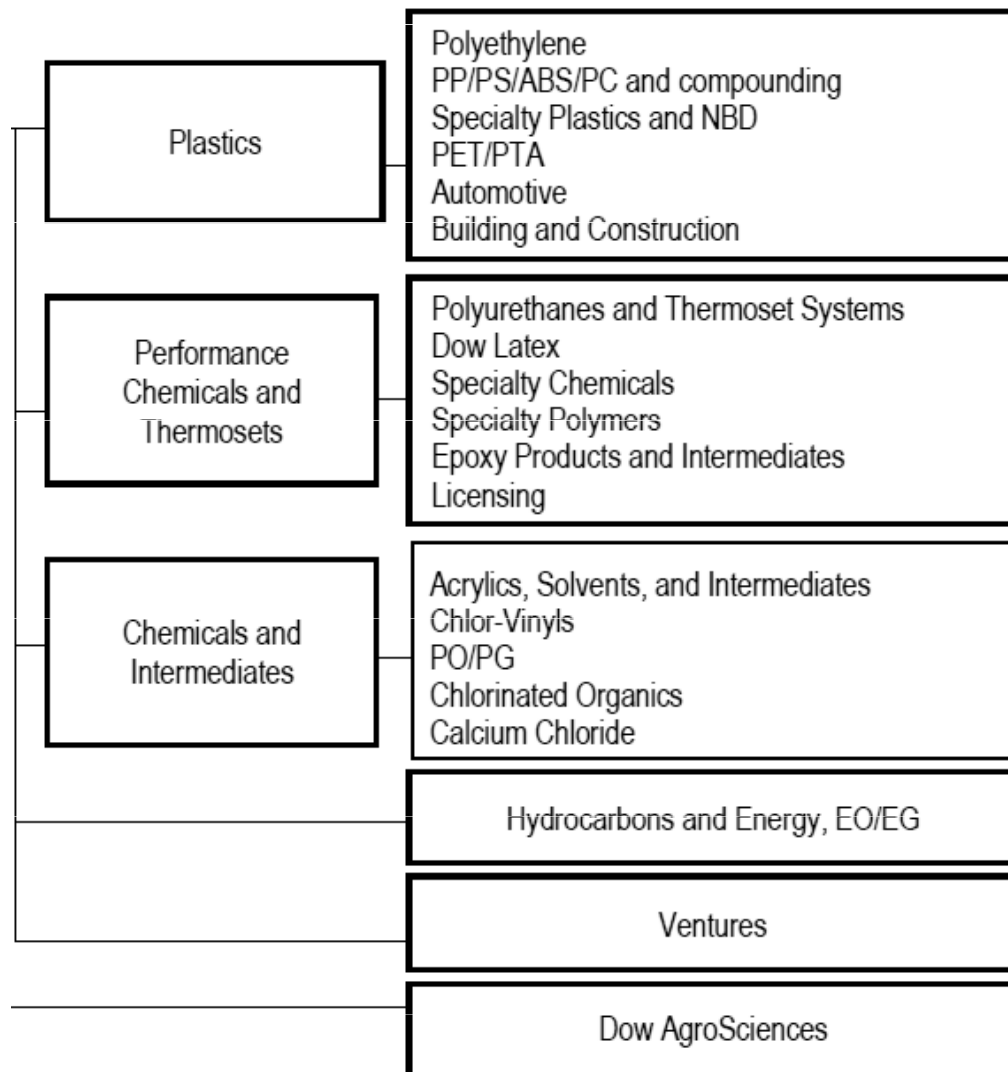 Plastics
Polyethylene
PP/PS/ABS/PC and compounding
Specialty Plastics and NBD
PET/PTA
Automotive
Building and Construction
Performance
Chemicals and
Thermosets
Polyurethanes and Thermoset Systems
Dow Latex
Specialty Chemicals
Specialty Polymers
Epoxy Products and Intermediates
Licensing
Chemicals and
Intermediates
Acrylics, Solvents, and Intermediates
Chlor-Vinyls
PO/PG
Chlorinated Organics
Calcium Chloride
Hydrocarbons and Energy, EO/EG
Ventures
Dow AgroSciences